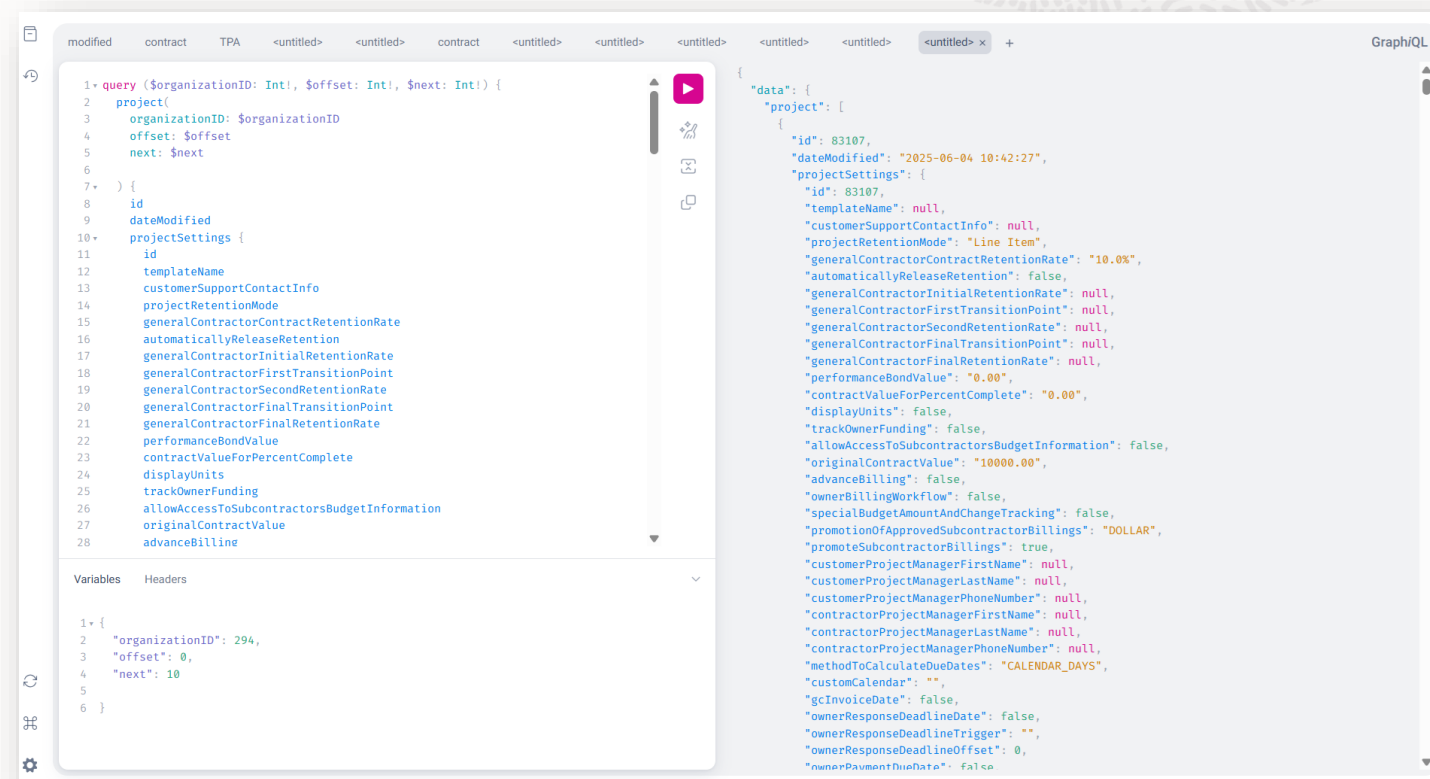 modified contract TPA <untitled> <untitled> contract <untitled> <untitled> <untitled> <untitled> <untitled> <untitled> × +
GraphiQL
1 query ($organizationID: Int!, $offset: Int!, $next: Int!) {
2 project(
3 organizationID: $organizationID
4 offset: $offset
5 next: $next
6
7 ) {
8 id
9 dateModified
10 projectSettings {
11 id
12 templateName
13 customerSupportContactInfo
14 projectRetentionMode
15 generalContractorContractRetentionRate
16 automaticallyReleaseRetention
17 generalContractorInitialRetentionRate
18 generalContractorFirstTransitionPoint
19 generalContractorSecondRetentionRate
20 generalContractorFinalTransitionPoint
21 generalContractorFinalRetentionRate
22 performanceBondValue
23 contractValueForPercentComplete
24 displayUnits
25 trackOwnerFunding
26 allowAccessToSubcontractorsBudgetInformation
27 originalContractValue
28 advanceBilling
Variables Headers
1 {
2 "organizationID": 294,
3 "offset": 0,
4 "next": 10
5
6 }
{
"data": {
"project": [
{
"id": 83107,
"dateModified": "2025-06-04 10:42:27",
"projectSettings": {
"id": 83107,
"templateName": null,
"customerSupportContactInfo": null,
"projectRetentionMode": "Line Item",
"generalContractorContractRetentionRate": "10.0%",
"automaticallyReleaseRetention": false,
"generalContractorInitialRetentionRate": null,
"generalContractorFirstTransitionPoint": null,
"generalContractorSecondRetentionRate": null,
"generalContractorFinalTransitionPoint": null,
"generalContractorFinalRetentionRate": null,
"performanceBondValue": "0.00",
"contractValueForPercentComplete": "0.00",
"displayUnits": false,
"trackOwnerFunding": false,
"allowAccessToSubcontractorsBudgetInformation": false,
"originalContractValue": "10000.00",
"advanceBilling": false,
"ownerBillingWorkflow": false,
"specialBudgetAmountAndChangeTracking": false,
"promotionOfApprovedSubcontractorBillings": "DOLLAR",
"promoteSubcontractorBillings": true,
"customerProjectManagerFirstName": null,
"customerProjectManagerLastName": null,
"customerProjectManagerPhoneNumber": null,
"contractorProjectManagerFirstName": null,
"contractorProjectManagerLastName": null,
"contractorProjectManagerPhoneNumber": null,
"methodToCalculateDueDates": "CALENDAR_DAYS",
"customCalendar": "",
"gcInvoiceDate": false,
"ownerResponseDeadlineDate": false,
"ownerResponseDeadlineTrigger": "",
"ownerResponseDeadlineOffset": 0,
"ownerPaymentDueDate": false